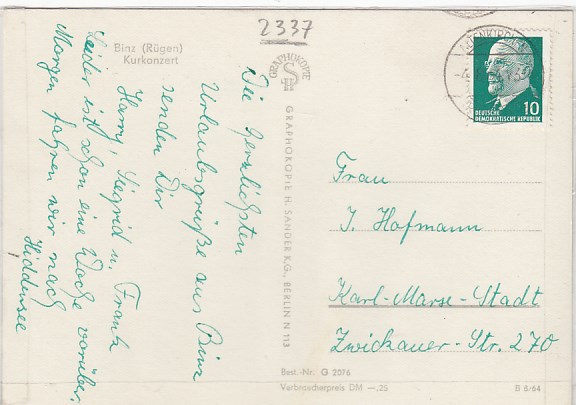 2337
Binz (Rügen)
Kurkonzert
Die herzlichsten
Urlaubsgrüße aus Binz
senden Dir
Harry, Siegrid u. Frank
Leider ist schon eine Woche vorüber.
Morgen fahren wir nach
Hiddensee
GRAPHOKOPIE
GRAPHOKOPIE H. SANDER K.G., BERLIN N 113
ALTENKIRCHEN
10
DEUTSCHE
DEMOKRATISCHE REPUBLIK
Frau
J. Hofmann
Karl-Marx-Stadt
Zwickauer-Str. 270
Best.-Nr. G 2076
Verbraucherpreis DM —,25
B 8/64